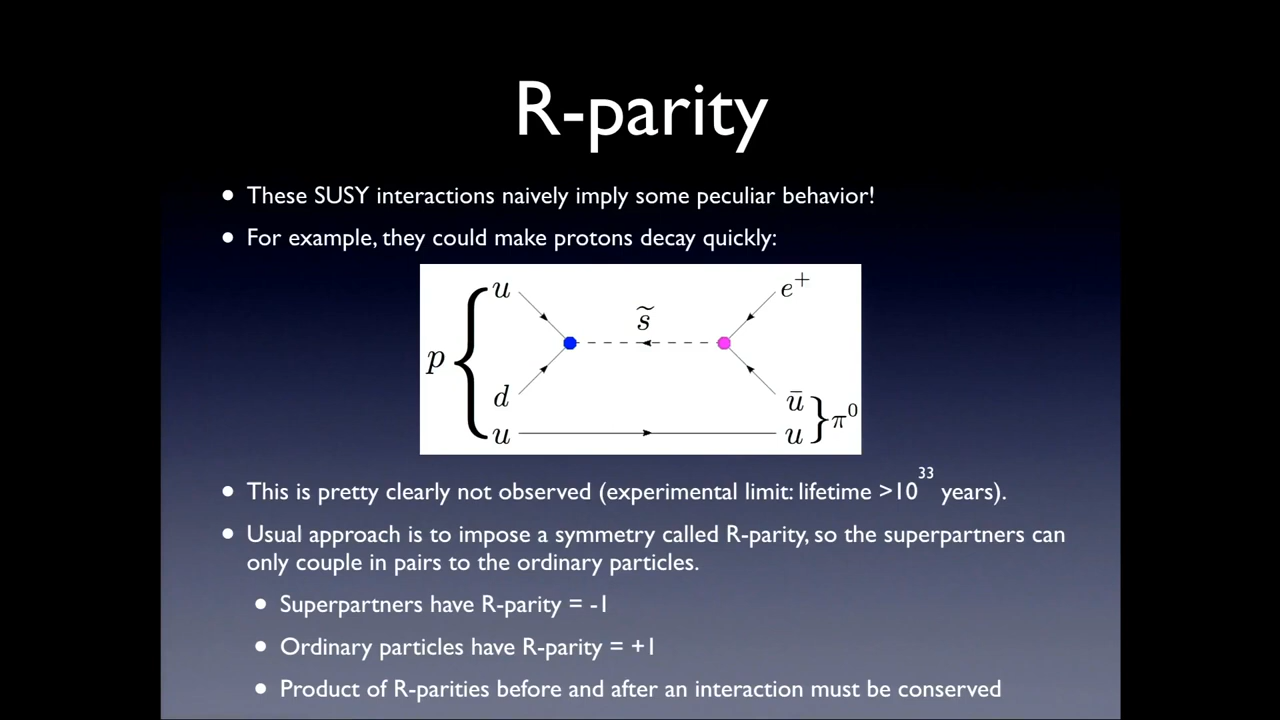 R-parity
• These SUSY interactions naively imply some peculiar behavior!
• For example, they could make protons decay quickly:
u
d
u
p
s̃
e⁺
ū
u
π⁰
• This is pretty clearly not observed (experimental limit: lifetime >10³³ years).
• Usual approach is to impose a symmetry called R-parity, so the superpartners can
only couple in pairs to the ordinary particles.
• Superpartners have R-parity = -1
• Ordinary particles have R-parity = +1
• Product of R-parities before and after an interaction must be conserved